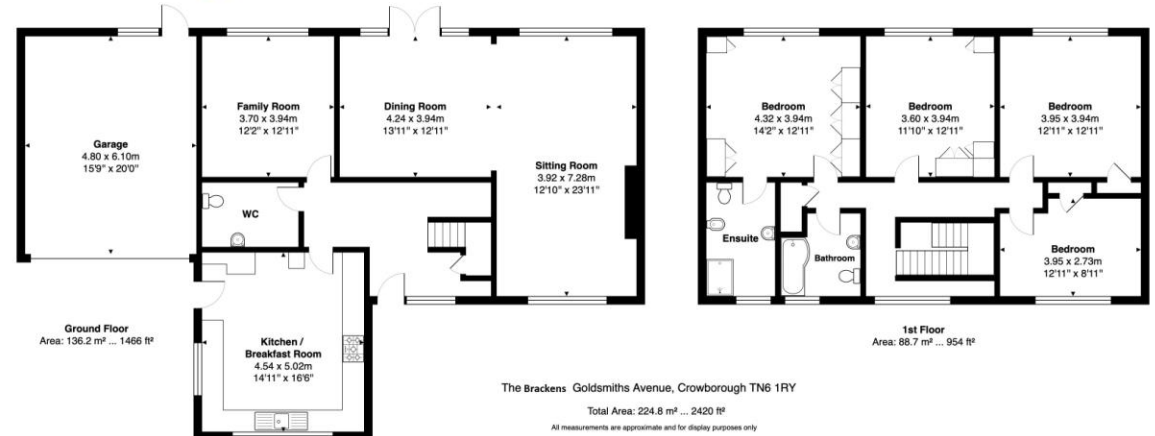 Garage
4.80 x 6.10m
15'9" x 20'0"
Family Room
3.70 x 3.94m
12'2" x 12'11"
Dining Room
4.24 x 3.94m
13'11" x 12'11"
Sitting Room
3.92 x 7.28m
12'10" x 23'11"
WC
Kitchen /
Breakfast Room
4.54 x 5.02m
14'11" x 16'6"
Ground Floor
Area: 136.2 m² ... 1466 ft²
Bedroom
4.32 x 3.94m
14'2" x 12'11"
Bedroom
3.60 x 3.94m
11'10" x 12'11"
Bedroom
3.95 x 3.94m
12'11" x 12'11"
Ensuite
Bathroom
Bedroom
3.95 x 2.73m
12'11" x 8'11"
1st Floor
Area: 88.7 m² ... 954 ft²
The Brackens Goldsmiths Avenue, Crowborough TN6 1RY
Total Area: 224.8 m² ... 2420 ft²
All measurements are approximate and for display purposes only